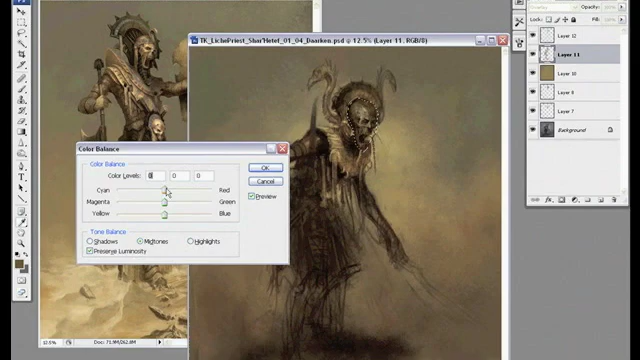 TK_LichePriest_Shar'Hetef_01_04_Daarken.psd @ 12.5% (Layer 11, RGB/8)
Lock:
Fill:
Layer 12
Layer 11
Layer 10
Layer 8
Layer 7
Background
Color Balance
Color Balance
Color Levels: 0 0 0
OK
Cyan
Red
Cancel
Magenta
Green
Preview
Yellow
Blue
Tone Balance
Shadows
Midtones
Highlights
Preserve Luminosity
12.5%